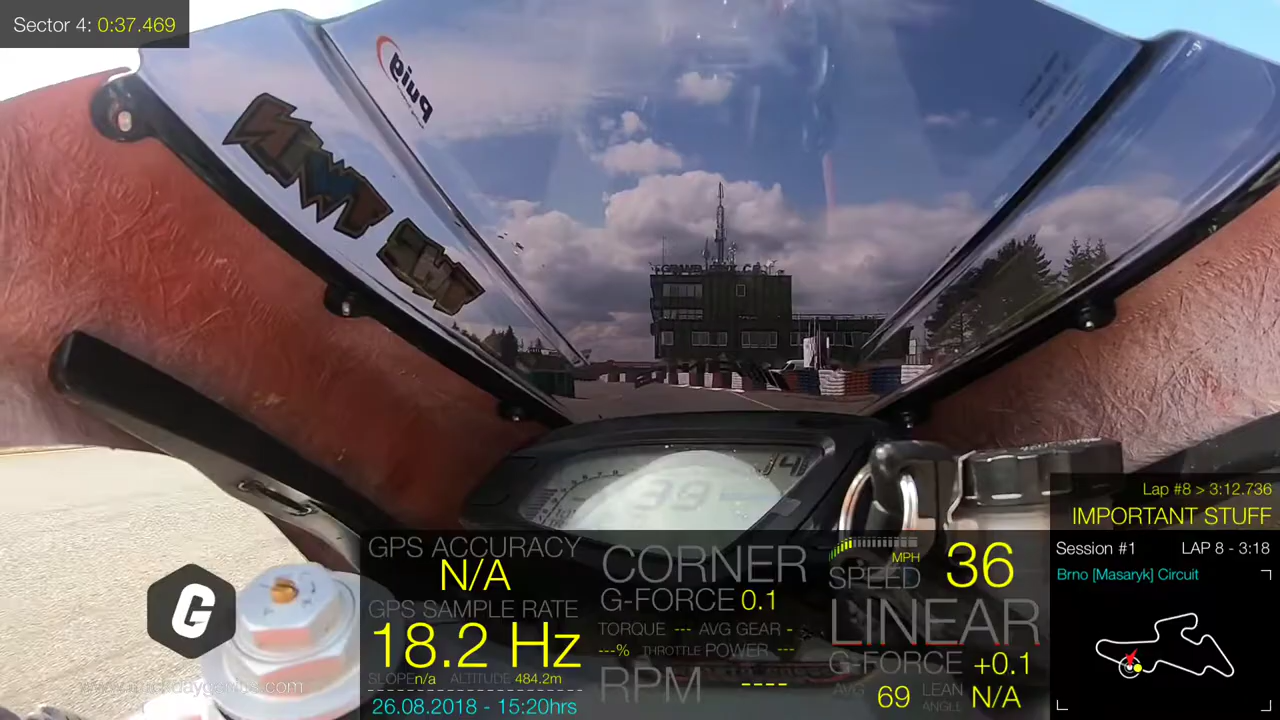 Sector 4: 0:37.469
puig
GRAND
39
4
Lap #8 > 3:12.736
IMPORTANT STUFF
Session #1 LAP 8 - 3:18
Brno [Masaryk] Circuit
GPS ACCURACY
N/A
GPS SAMPLE RATE
18.2 Hz
SLOPE n/a ALTITUDE 484.2m
26.08.2018 - 15:20hrs
CORNER
G-FORCE 0.1
TORQUE --- AVG GEAR -
---% THROTTLE POWER ---
RPM ----
MPH
SPEED 36
LINEAR
G-FORCE +0.1
AVG 69 LEAN ANGLE N/A
G